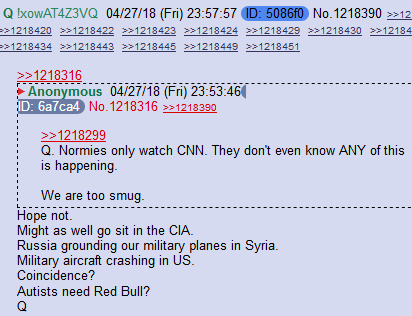 Q !xowAT4Z3VQ 04/27/18 (Fri) 23:57:57 ID: 5086f0 No.1218390 >>
>>1218420 >>1218422 >>1218423 >>1218424 >>1218429 >>1218430 >>12184
>>1218434 >>1218443 >>1218445 >>1218424 >>1218449 >>1218451
>>1218316
Anonymous 04/27/18 (Fri) 23:53:46
ID: 6a7ca4 No.1218316 >>1218390
>>1218299
Q. Normies only watch CNN. They don't even know ANY of this
is happening.
We are too smug.
Hope not.
Might as well go sit in the CIA.
Russia grounding our military planes in Syria.
Military aircraft crashing in US.
Coincidence?
Autists need Red Bull?
Q